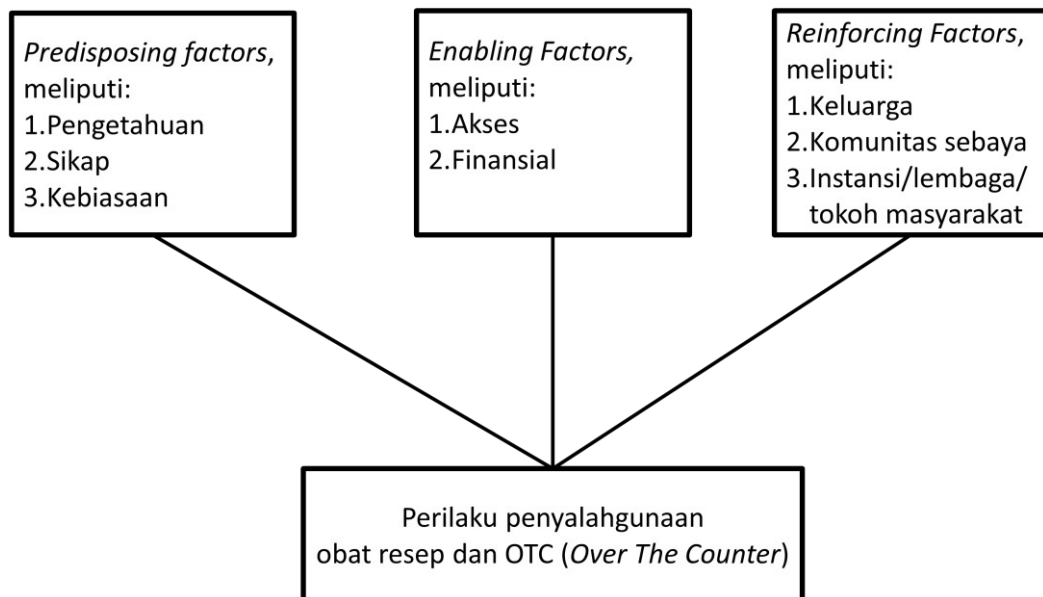 Predisposing factors,
meliputi:
1.Pengetahuan
2.Sikap
3.Kebiasaan
Enabling Factors,
meliputi:
1.Akses
2.Finansial
Reinforcing Factors,
meliputi:
1.Keluarga
2.Komunitas sebaya
3.Instansi/lembaga/
tokoh masyarakat
Perilaku penyalahgunaan
obat resep dan OTC (Over The Counter)